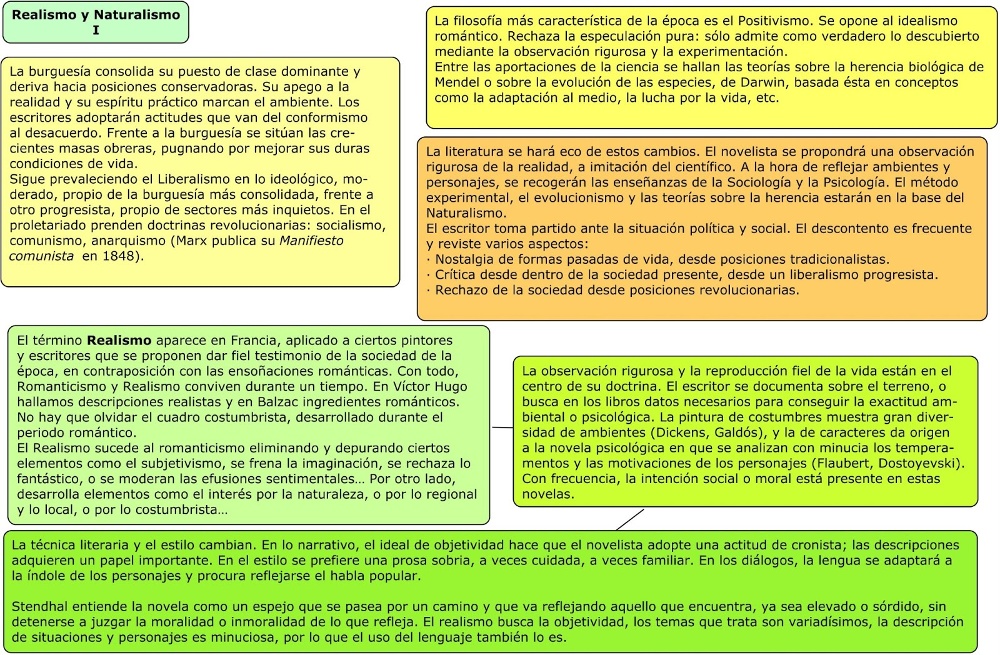 Realismo y Naturalismo
I
La burguesía consolida su puesto de clase dominante y
deriva hacia posiciones conservadoras. Su apego a la
realidad y su espíritu práctico marcan el ambiente. Los
escritores adoptarán actitudes que van del conformismo
al desacuerdo. Frente a la burguesía se sitúan las cre-
cientes masas obreras, pugnando por mejorar sus duras
condiciones de vida.
Sigue prevaleciendo el Liberalismo en lo ideológico, mo-
derado, propio de la burguesía más consolidada, frente a
otro progresista, propio de sectores más inquietos. En el
proletariado prenden doctrinas revolucionarias: socialismo,
comunismo, anarquismo (Marx publica su Manifiesto
comunista en 1848).
La filosofía más característica de la época es el Positivismo. Se opone al idealismo
romántico. Rechaza la especulación pura: sólo admite como verdadero lo descubierto
mediante la observación rigurosa y la experimentación.
Entre las aportaciones de la ciencia se hallan las teorías sobre la herencia biológica de
Mendel o sobre la evolución de las especies, de Darwin, basada ésta en conceptos
como la adaptación al medio, la lucha por la vida, etc.
La literatura se hará eco de estos cambios. El novelista se propondrá una observación
rigurosa de la realidad, a imitación del científico. A la hora de reflejar ambientes y
personajes, se recogerán las enseñanzas de la Sociología y la Psicología. El método
experimental, el evolucionismo y las teorías sobre la herencia estarán en la base del
Naturalismo.
El escritor toma partido ante la situación política y social. El descontento es frecuente
y reviste varios aspectos:
· Nostalgia de formas pasadas de vida, desde posiciones tradicionalistas.
· Crítica desde dentro de la sociedad presente, desde un liberalismo progresista.
· Rechazo de la sociedad desde posiciones revolucionarias.
El término Realismo aparece en Francia, aplicado a ciertos pintores
y escritores que se proponen dar fiel testimonio de la sociedad de la
época, en contraposición con las ensoñaciones románticas. Con todo,
Romanticismo y Realismo conviven durante un tiempo. En Víctor Hugo
hallamos descripciones realistas y en Balzac ingredientes románticos.
No hay que olvidar el cuadro costumbrista, desarrollado durante el
periodo romántico.
El Realismo sucede al romanticismo eliminando y depurando ciertos
elementos como el subjetivismo, se frena la imaginación, se rechaza lo
fantástico, o se moderan las efusiones sentimentales... Por otro lado,
desarrolla elementos como el interés por la naturaleza, o por lo regional
y lo local, o por lo costumbrista...
La observación rigurosa y la reproducción fiel de la vida están en el
centro de su doctrina. El escritor se documenta sobre el terreno, o
busca en los libros datos necesarios para conseguir la exactitud am-
biental o psicológica. La pintura de costumbres muestra gran diver-
sidad de ambientes (Dickens, Galdós), y la de caracteres da origen
a la novela psicológica en que se analizan con minucia los tempera-
mentos y las motivaciones de los personajes (Flaubert, Dostoyevski).
Con frecuencia, la intención social o moral está presente en estas
novelas.
La técnica literaria y el estilo cambian. En lo narrativo, el ideal de objetividad hace que el novelista adopte una actitud de cronista; las descripciones
adquieren un papel importante. En el estilo se prefiere una prosa sobria, a veces cuidada, a veces familiar. En los diálogos, la lengua se adaptará a
la índole de los personajes y procura reflejarse el habla popular.
Stendhal entiende la novela como un espejo que se pasea por un camino y que va reflejando aquello que encuentra, ya sea elevado o sórdido, sin
detenerse a juzgar la moralidad o inmoralidad de lo que refleja. El realismo busca la objetividad, los temas que trata son variadísimos, la descripción
de situaciones y personajes es minuciosa, por lo que el uso del lenguaje también lo es.